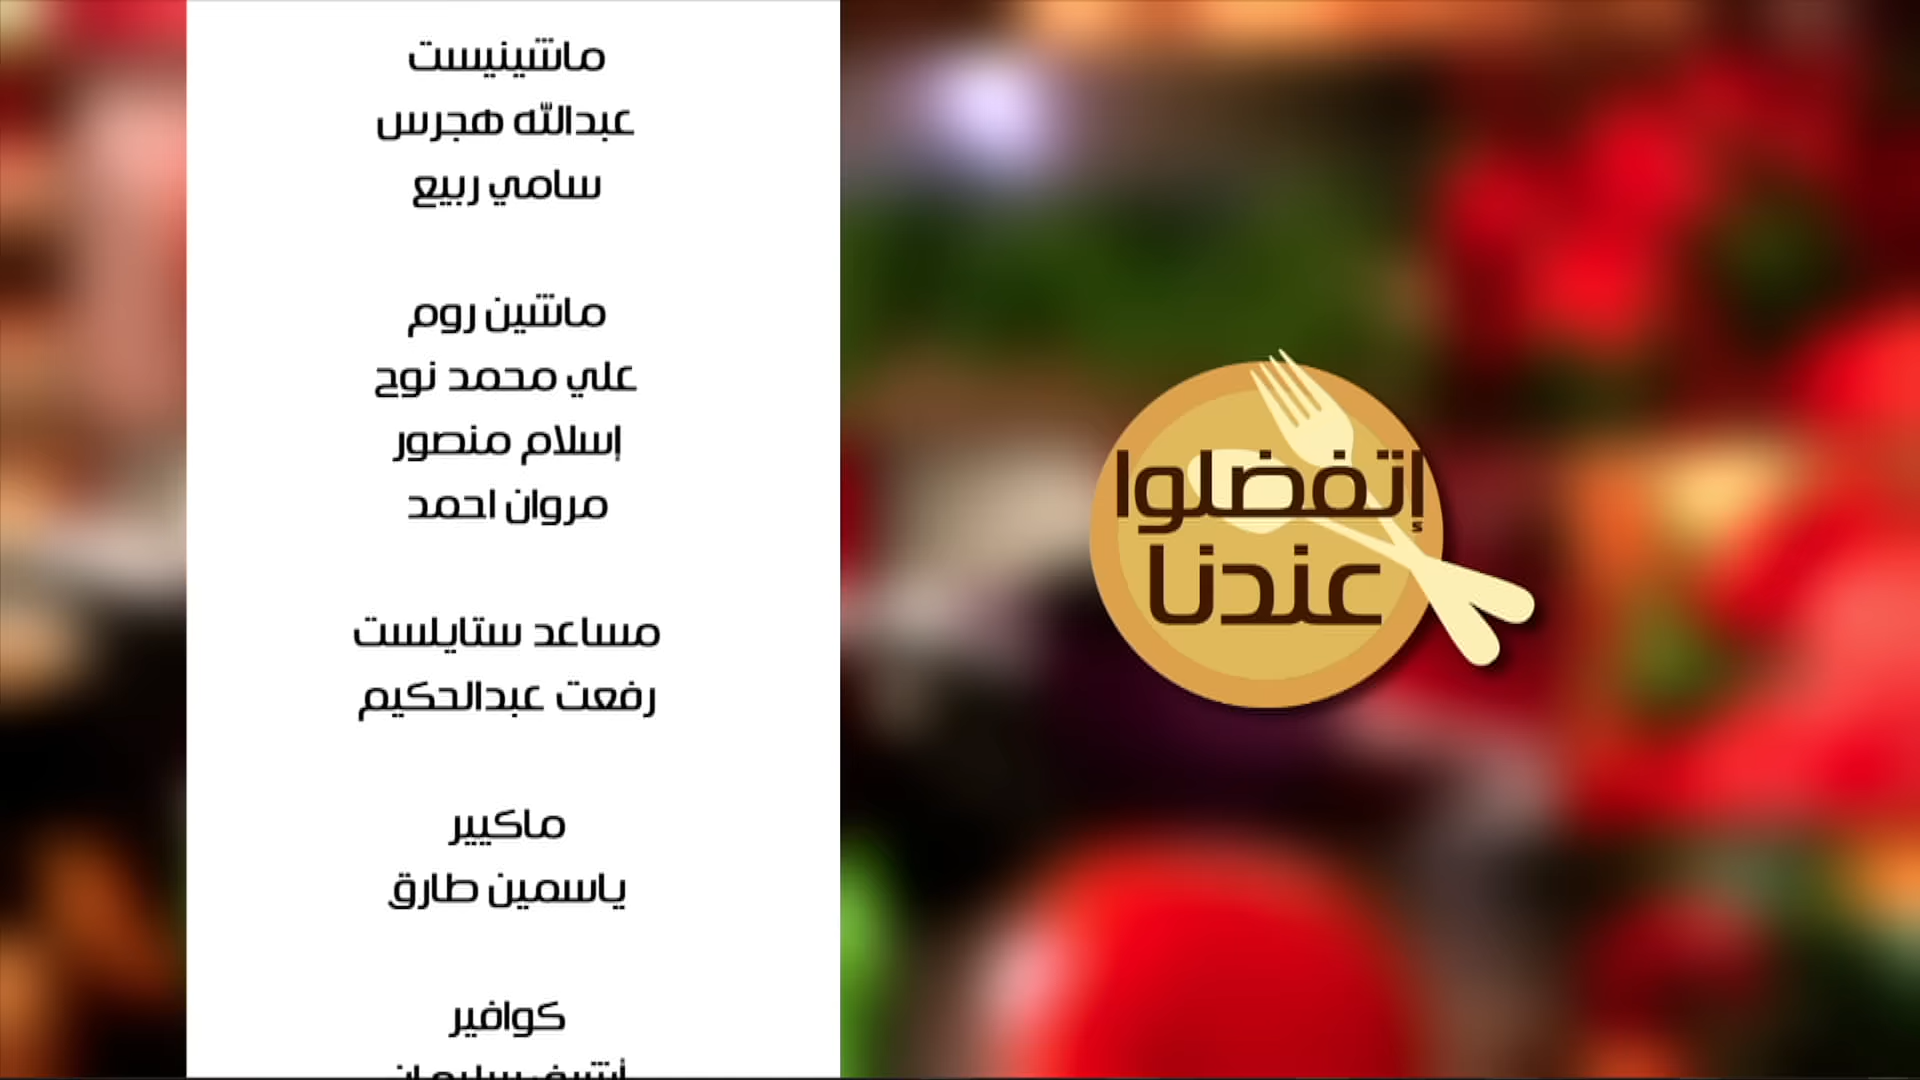 ماشينيست
عبدالله هجرس
سامي ربيع
ماشين روم
علي محمد نوح
إسلام منصور
مروان احمد
مساعد ستايلست
رفعت عبدالحكيم
ماكيير
ياسمين طارق
كوافير
إتفضلوا
عندنا